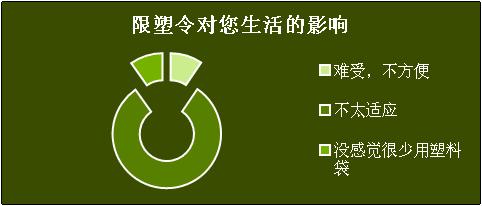 限塑令对您生活的影响
难受，不方便
不太适应
没感觉很少用塑料
袋